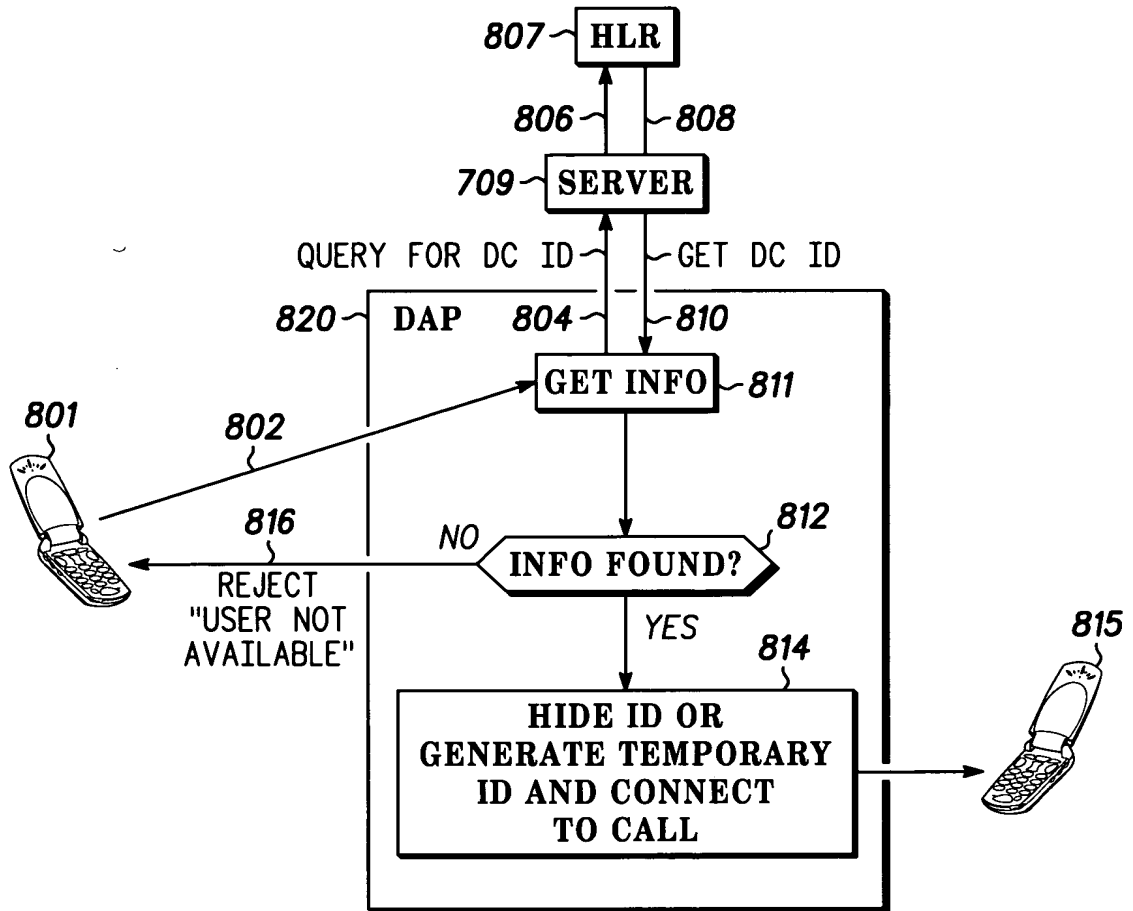 807 HLR
806 808
709 SERVER
QUERY FOR DC ID GET DC ID
820 DAP 804 810
GET INFO 811
801 802
816 NO INFO FOUND? 812
REJECT
"USER NOT
AVAILABLE"
YES
814
815
HIDE ID OR
GENERATE TEMPORARY
ID AND CONNECT
TO CALL